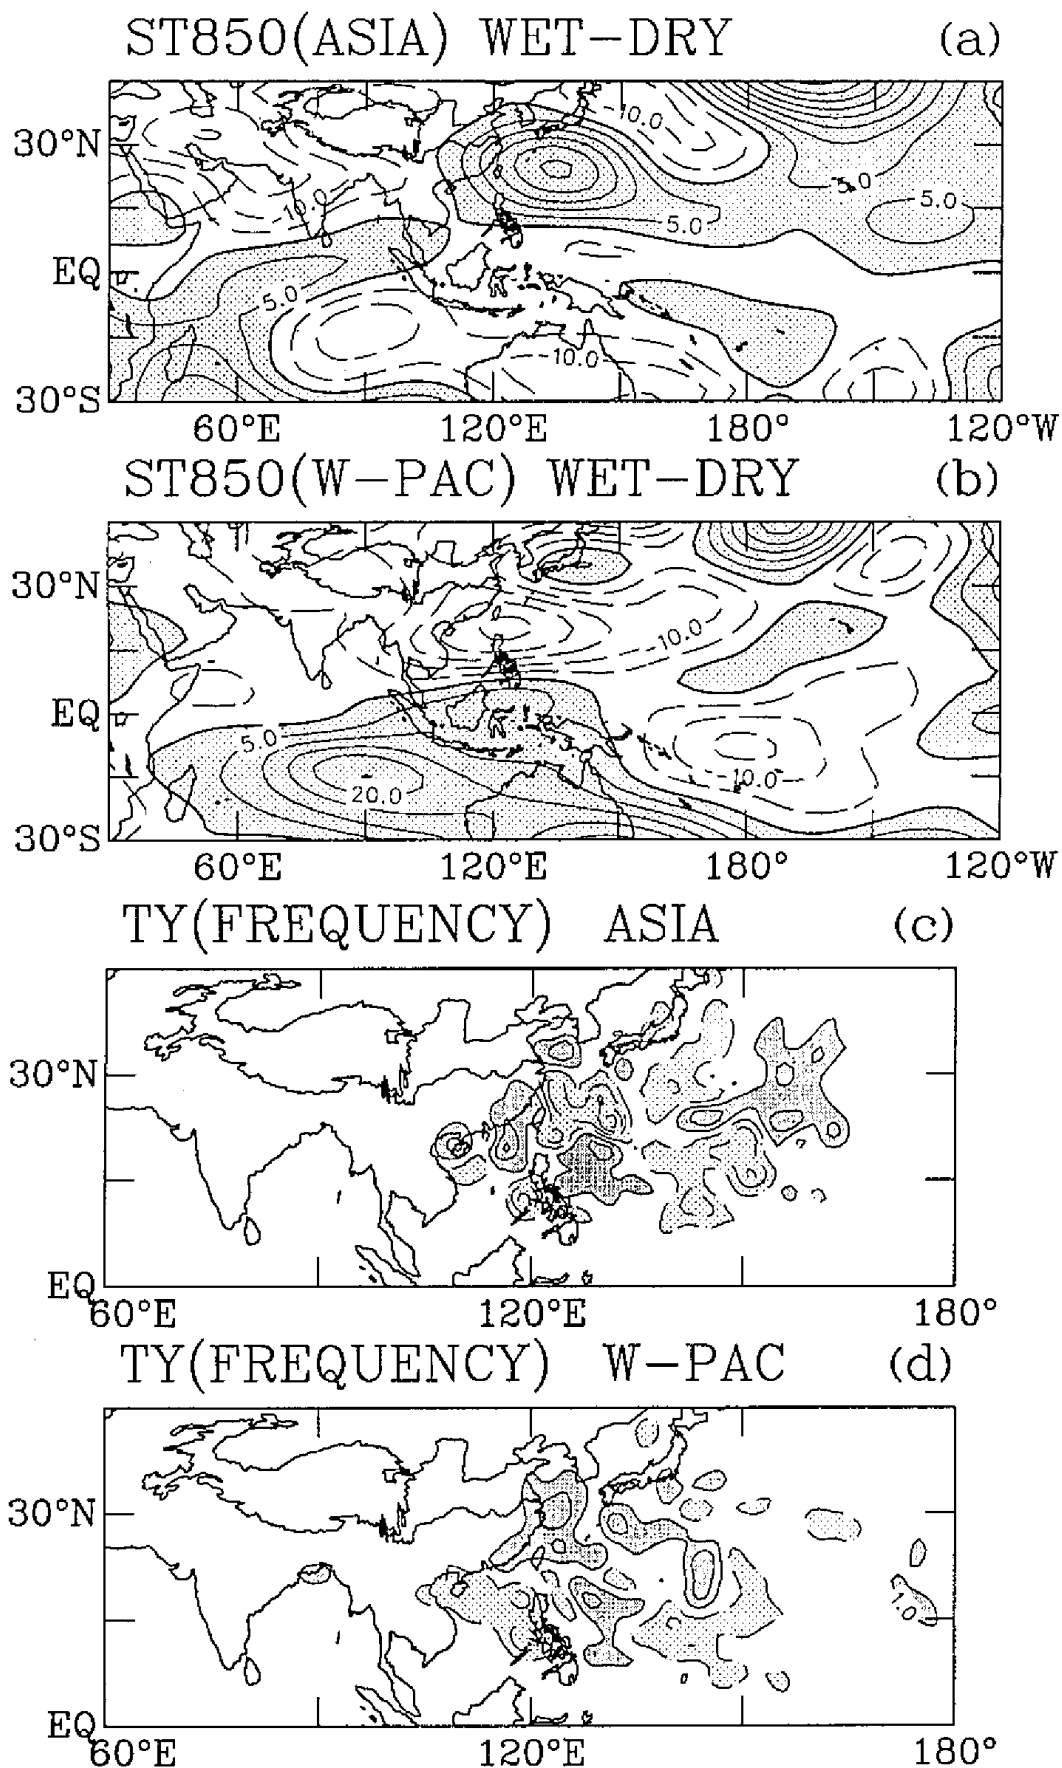 ST850(ASIA) WET-DRY (a)
10.0
30°N
5.0
5.0
10.0
5.0
EQ
5.0
10.0
30°S
60°E 120°E 180° 120°W
ST850(W-PAC) WET-DRY (b)
30°N
10.0
EQ
5.0
10.0
20.0
30°S
60°E 120°E 180° 120°W
TY(FREQUENCY) ASIA (c)
30°N
EQ
60°E 120°E 180°
TY(FREQUENCY) W-PAC (d)
30°N
1.0
EQ
60°E 120°E 180°